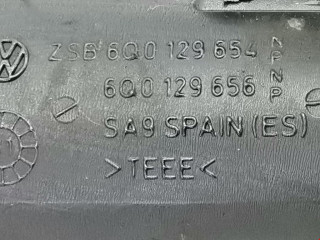 ZSB 6Q0 129 654 N P
6Q0 129 656 N P
SA9 SPAIN (ES)
>TEEE<